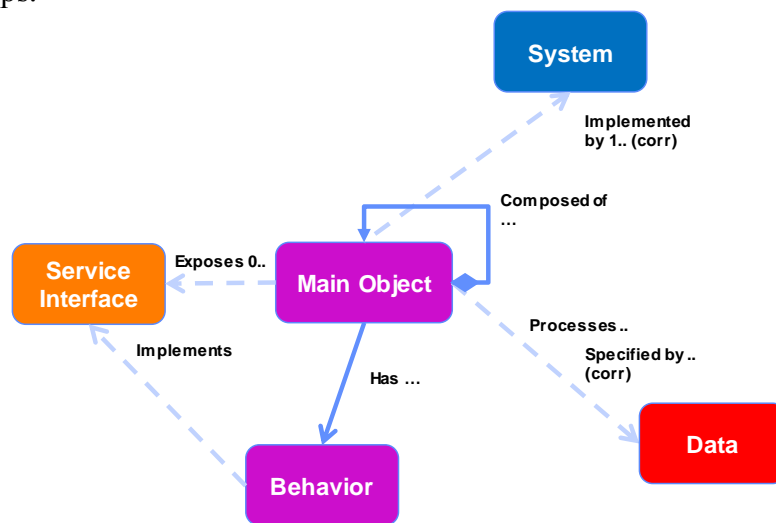 ps.
System
Implemented
by 1.. (corr)
Composed of
…
Exposes 0..
Service
Interface
Main Object
Implements
Processes ..
Specified by ..
(corr)
Has …
Data
Behavior